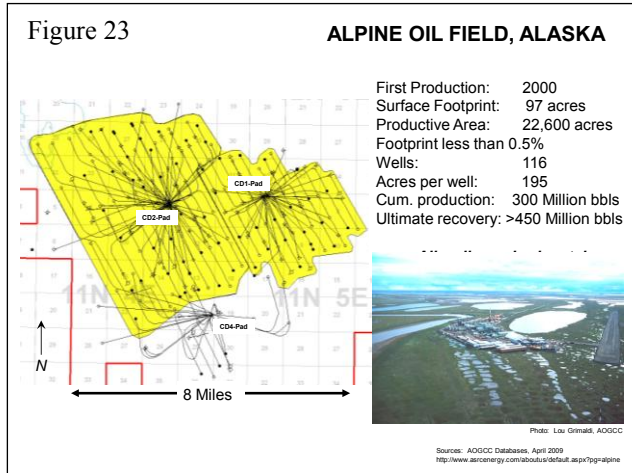 Figure 23
ALPINE OIL FIELD, ALASKA
First Production: 2000
Surface Footprint: 97 acres
Productive Area: 22,600 acres
Footprint less than 0.5%
Wells: 116
Acres per well: 195
Cum. production: 300 Million bbls
Ultimate recovery: >450 Million bbls
CD1-Pad
CD2-Pad
11N
11N 5E
CD4-Pad
N
8 Miles
Photo: Lou Grimaldi, AOGCC
Sources: AOGCC Databases, April 2009
http://www.asrcenergy.com/aboutus/default.aspx?pg=alpine